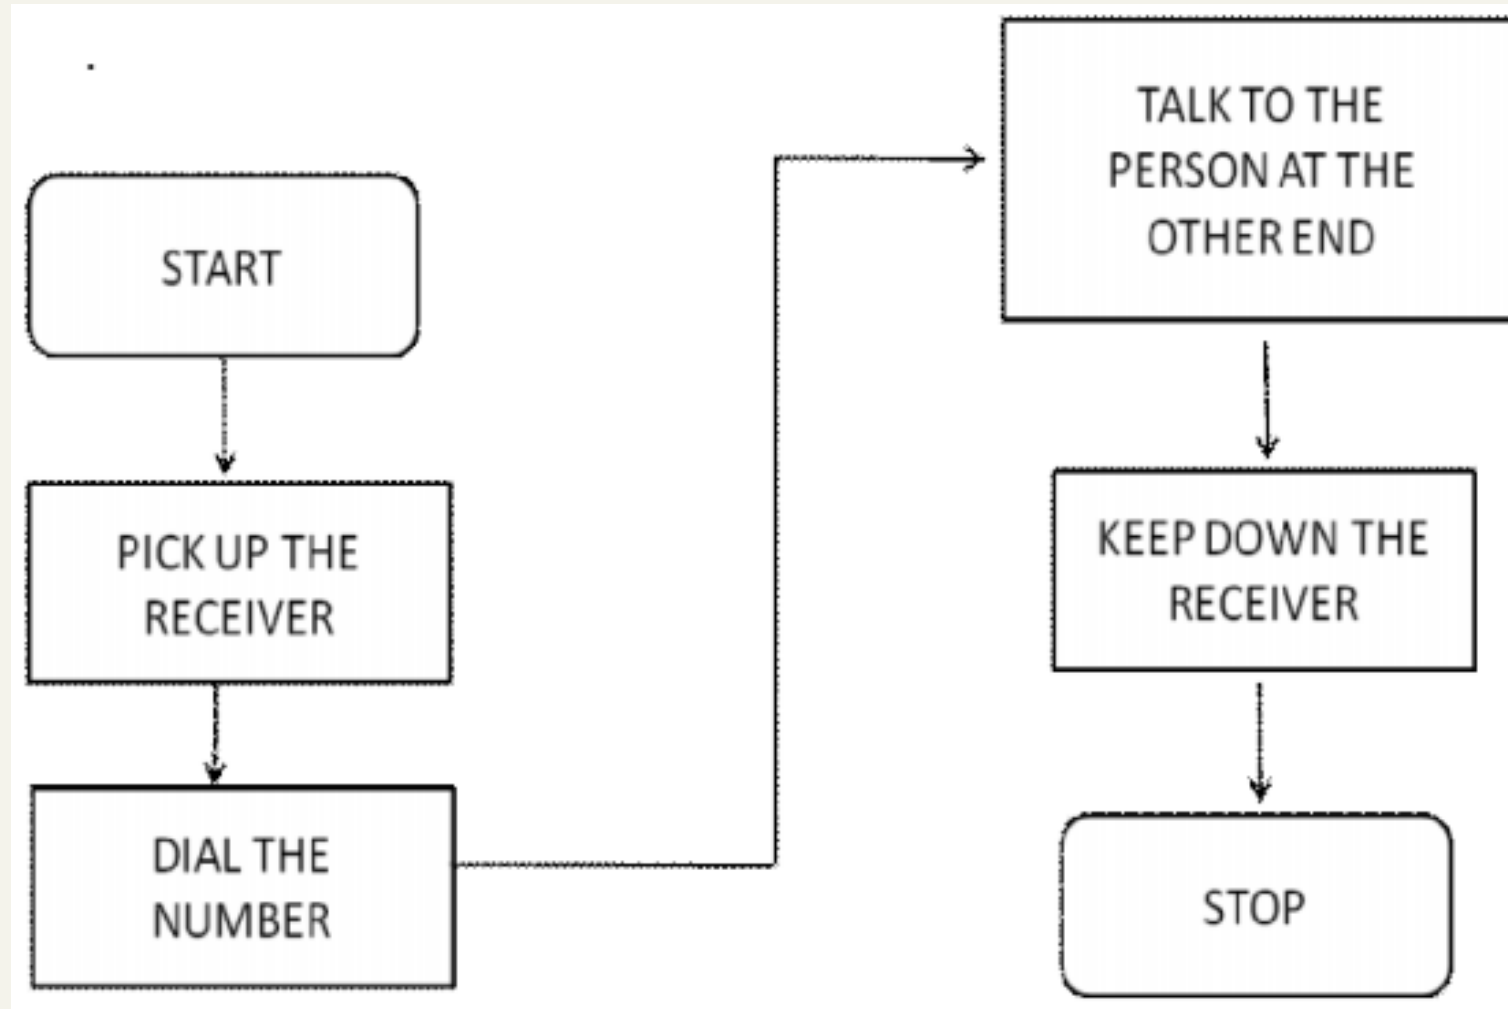 START
PICK UP THE
RECEIVER
DIAL THE
NUMBER
TALK TO THE
PERSON AT THE
OTHER END
KEEP DOWN THE
RECEIVER
STOP